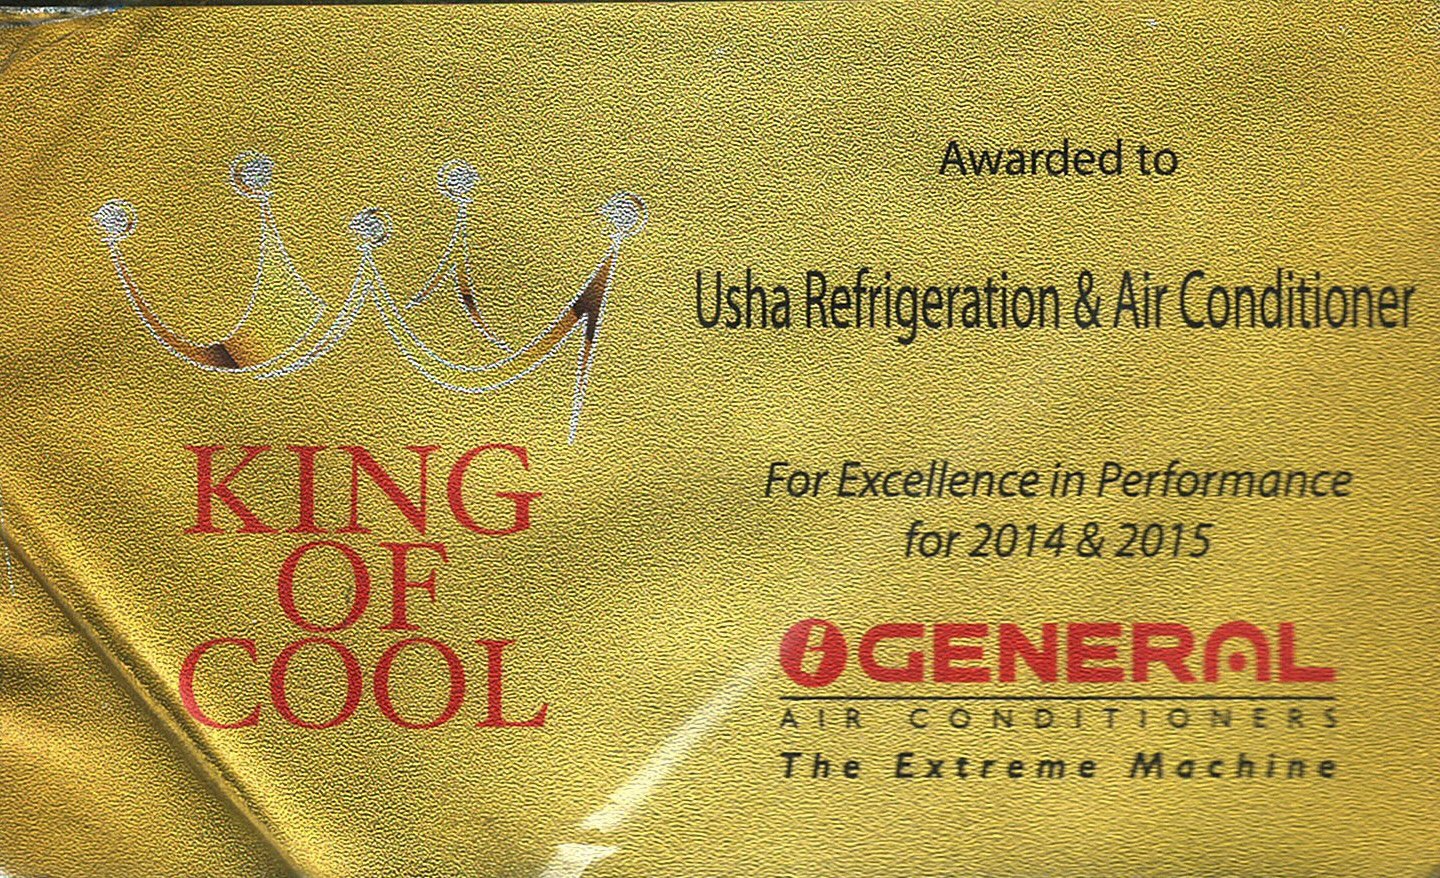 KING
OF
COOL
Awarded to
Usha Refrigeration & Air Conditioner
For Excellence in Performance
for 2014 & 2015
GENERAL
AIR CONDITIONERS
The Extreme Machine